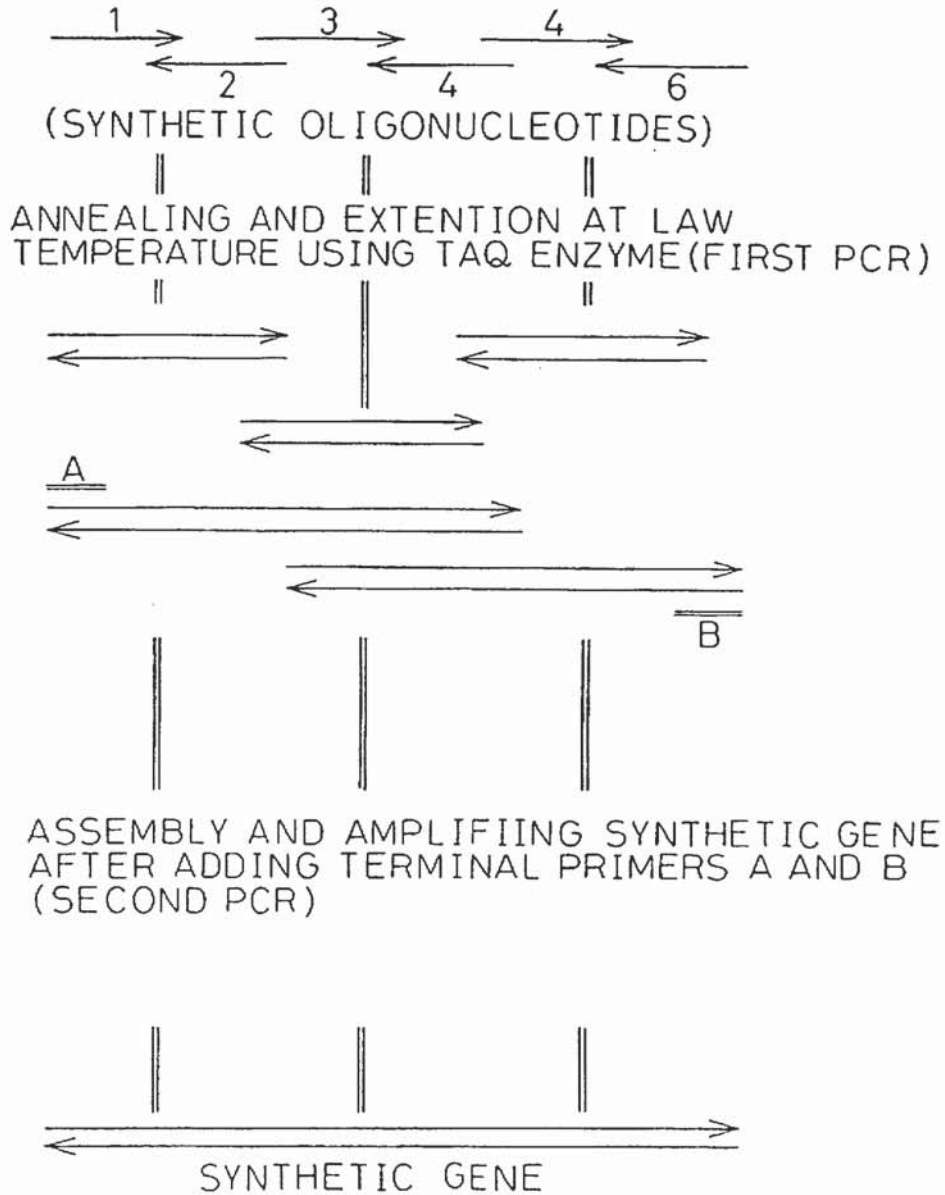 1 3 4
2 4 6
(SYNTHETIC OLIGONUCLEOTIDES)
ANNEALING AND EXTENTION AT LAW
TEMPERATURE USING TAQ ENZYME(FIRST PCR)
A
B
ASSEMBLY AND AMPLIFIING SYNTHETIC GENE
AFTER ADDING TERMINAL PRIMERS A AND B
(SECOND PCR)
SYNTHETIC GENE